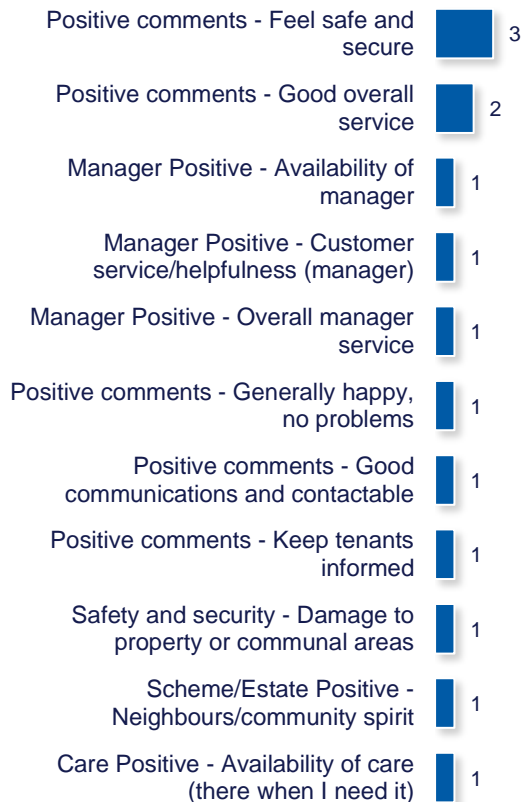 Positive comments - Feel safe and
secure
3
Positive comments - Good overall
service
2
Manager Positive - Availability of
manager
1
Manager Positive - Customer
service/helpfulness (manager)
1
Manager Positive - Overall manager
service
1
Positive comments - Generally happy,
no problems
1
Positive comments - Good
communications and contactable
1
Positive comments - Keep tenants
informed
1
Safety and security - Damage to
property or communal areas
1
Scheme/Estate Positive -
Neighbours/community spirit
1
Care Positive - Availability of care
(there when I need it)
1